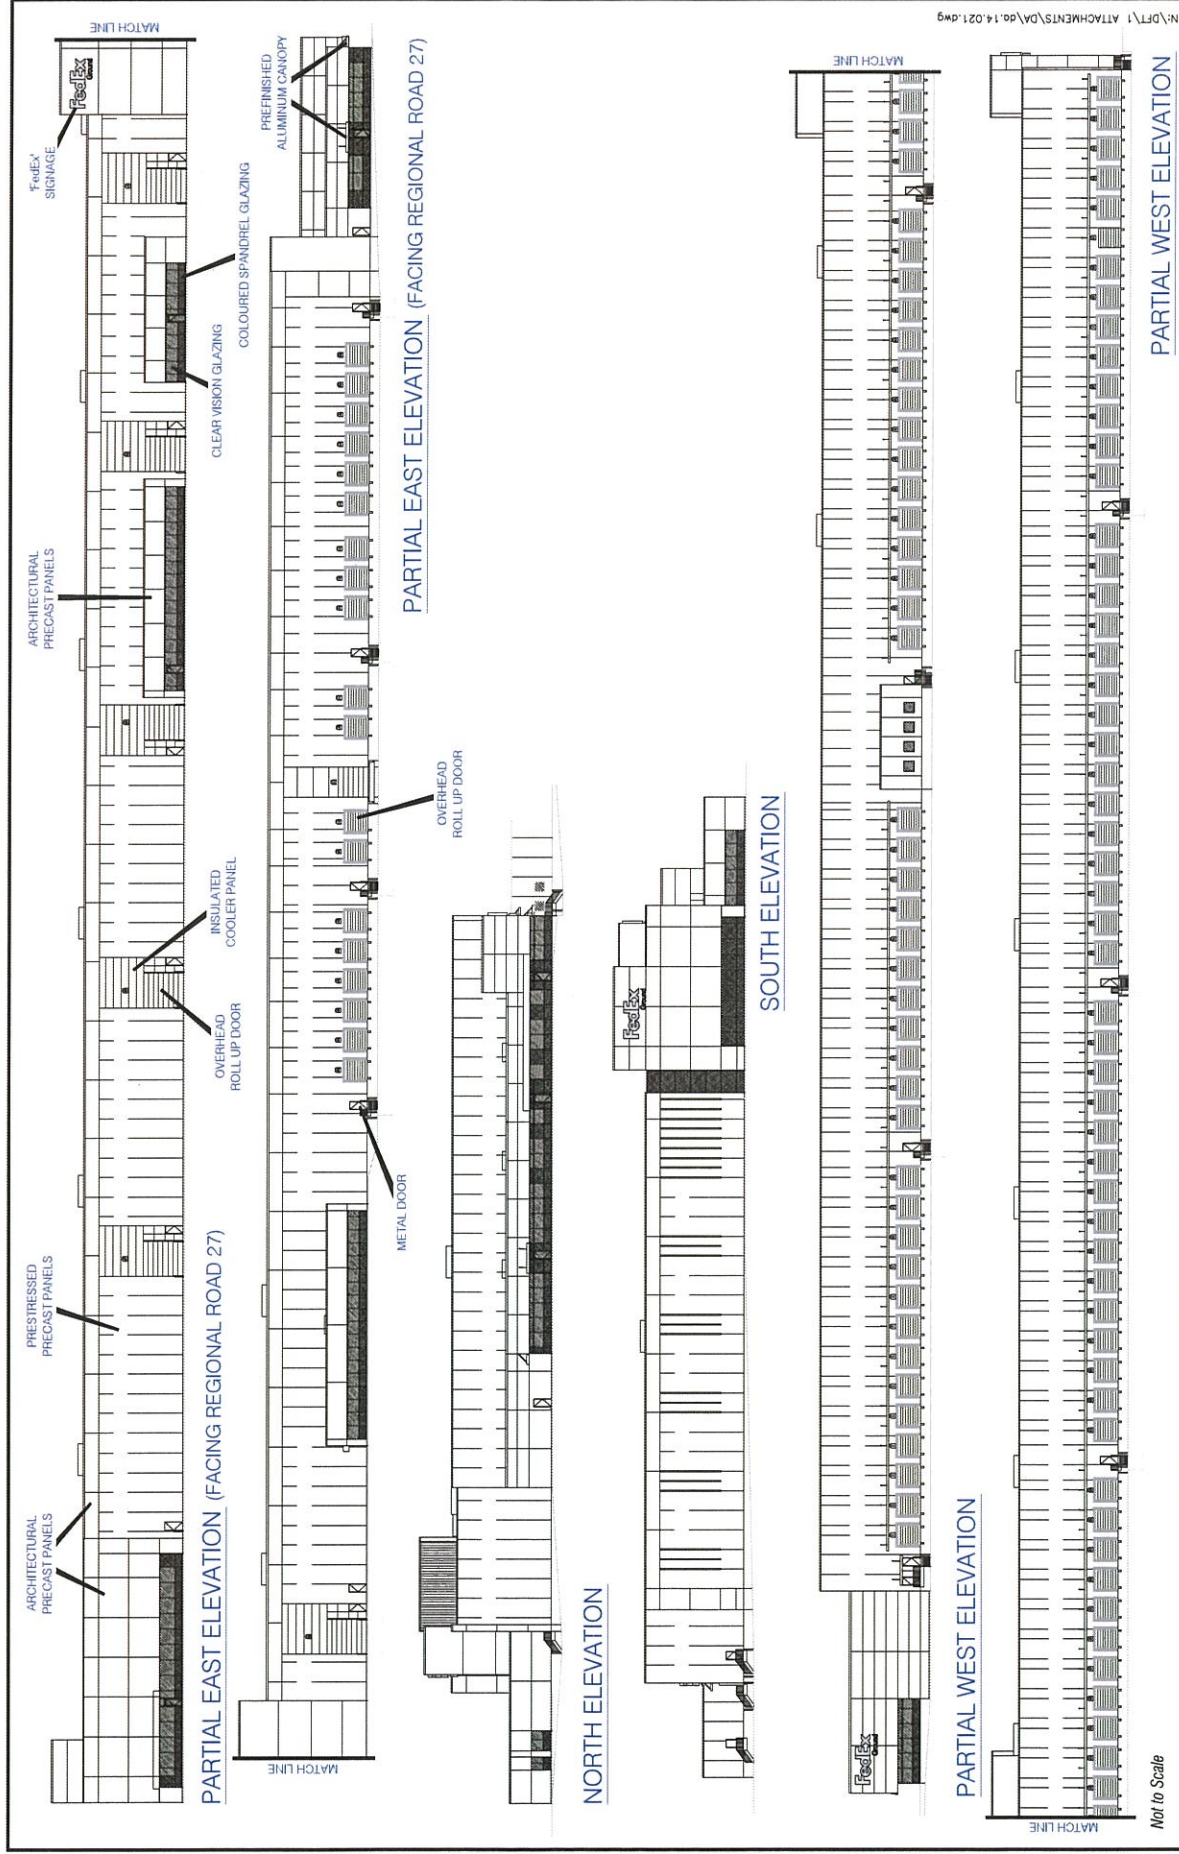 ARCHITECTURAL
PRECAST PANELS
PRESTRESSED
PRECAST PANELS
OVERHEAD
ROLL UP DOOR
INSULATED
COOLER PANEL
ARCHITECTURAL
PRECAST PANELS
CLEAR VISION GLAZING
COLOURED SPANDREL GLAZING
'FedEx'
SIGNAGE
FedEx
Ground
MATCH LINE
PARTIAL EAST ELEVATION (FACING REGIONAL ROAD 27)
PREFINISHED
ALUMINUM CANOPY
MATCH LINE
METAL DOOR
OVERHEAD
ROLL UP DOOR
PARTIAL EAST ELEVATION (FACING REGIONAL ROAD 27)
NORTH ELEVATION
FedEx
Ground
SOUTH ELEVATION
FedEx
Ground
MATCH LINE
PARTIAL WEST ELEVATION
MATCH LINE
PARTIAL WEST ELEVATION
Not to Scale
N:\DFT\1 ATTACHMENTS\DA\da.14.021.dwg